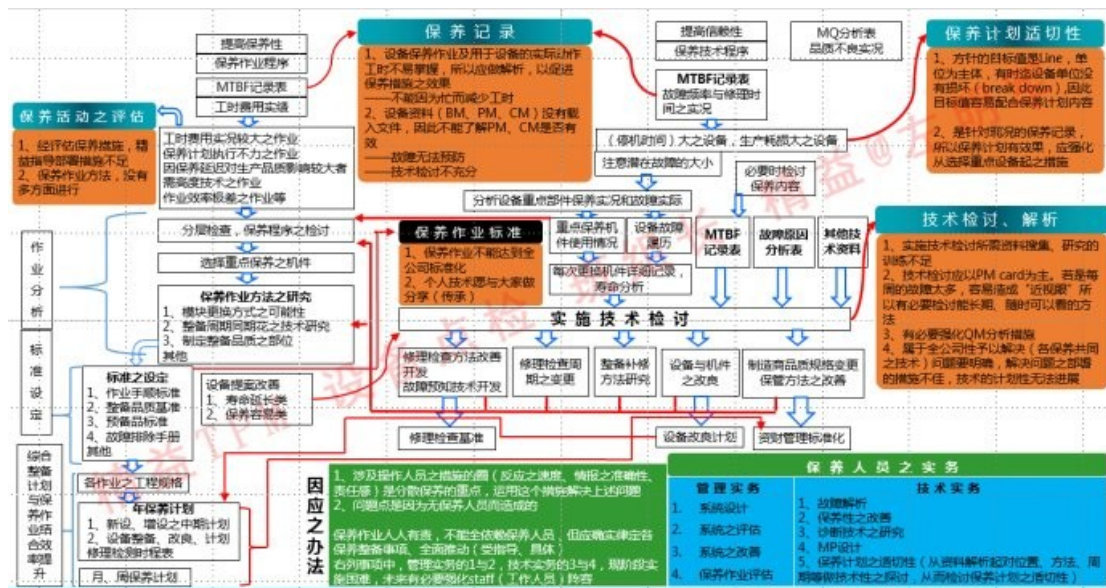 提高保养性
保养作业程序
MTBF记录表
工时费用实绩
保养记录
1、设备保养作业及用于设备的实际动作
工时不易掌握，所以应做解析，以促进
保养措施之效果
——不能因为忙而减少工时
2、设备资料（BM、PM、CM）没有载
入文件，因此不能了解PM、CM是否有
效
——故障无法预防
——技术检讨不充分
提高信赖性
保养技术程序
MTBF记录表
故障频率与修理时
间之实况
MQ分析表
品质不良实况
保养计划适切性
1、方针的目标值是Line，单
位为主体，有时造设备单位没
有损坏（break down），因此
目标值容易配合保养计划内容
2、是针对现况的保养记录，
所以保养计划有效果，应强化
从选择重点设备起之措施
保养活动之评估
1、经评估保养措施，精
益指导部署措施不足
2、保养作业方法，没有
多方面进行
工时费用实况较大之作业
保养计划执行不力之作业
因保养延迟对生产品质影响较大者
需高度技术之作业
作业效率极差之作业等
（停机时间）大之设备，生产耗损大之设备
注意潜在故障的大小
必要时检讨
保养内容
分析设备重点部件保养实况和故障实际
作业分析
分层检查，保养程序之检讨
选择重点保养之机件
保养作业方法之研究
1、模块更换方式之可能性
2、整备周期同期花之技术研究
3、制定整备品质之部位
其他
保养作业标准
1、保养作业不能达到全
公司标准化
2、个人技术愿与大家做
分享（传承）
重点保养机
件使用情况
设备故障
履历
MTBF
记录表
故障原因
分析表
其他技
术资料
每次更换机件详细记录，
寿命分析
实施技术检讨
技术检讨、解析
1、实施技术检讨所需资料搜集、研究的
训练不足
2、技术检讨应以PM card为主。若是每
周的故障太多，容易造成“近视眼”所
以有必要检讨能长期、随时可以看的方
法
3、有必要强化QM分析措施
4、属于全公司性予以解决（各保养共同
之技术）问题要明确，解决问题之部署
的措施不佳，技术的计划性无法进展
标准设定
标准之设定
1、作业手顺标准
2、整备品质基准
3、预备品标准
4、故障排除手册
其他
设备提案改善
1、寿命延长类
2、保养容易类
修理检查方法改善
开发
故障预知技术开发
修理检查周
期之变更
整备补修
方法研究
设备与机件
之改良
制造商品质规格变更
保管方法之改善
修理检查基准
设备改良计划
资财管理标准化
综合整备计划与保养作业结合效率提升
各作业之工程规格
年保养计划
1、新设、增设之中期计划
2、设备整备、改良、计划
修理检测时程表
月、周保养计划
因应之办法
1、涉及操作人员之措施的圈（反应之速度、情报之准确性、
责任感）是分散保养的重点，运用这个措施解决上述问题
2、问题点是因为无保养人员而造成的
保养作业人人有责，不能全依赖保养人员，但应确实律定各
保养整备事项、全面推动（受指导、具体）
右列事项中，管理实务的1与2，技术实务的3与4，现阶段实
施困难，未来有必要强化staff（工作人员）阵容
保养人员之实务
管理实务
1、系统设计
2、系统之评估
3、系统之改善
4、保养作业评估
技术实务
1、故障解析
2、保养性之改善
3、诊断技术之研究
4、MP设计
5、保养计划之适切性（从资料解析起对位置、方法、周
期等做技术性之探讨，从而检讨保养计划之适切性）